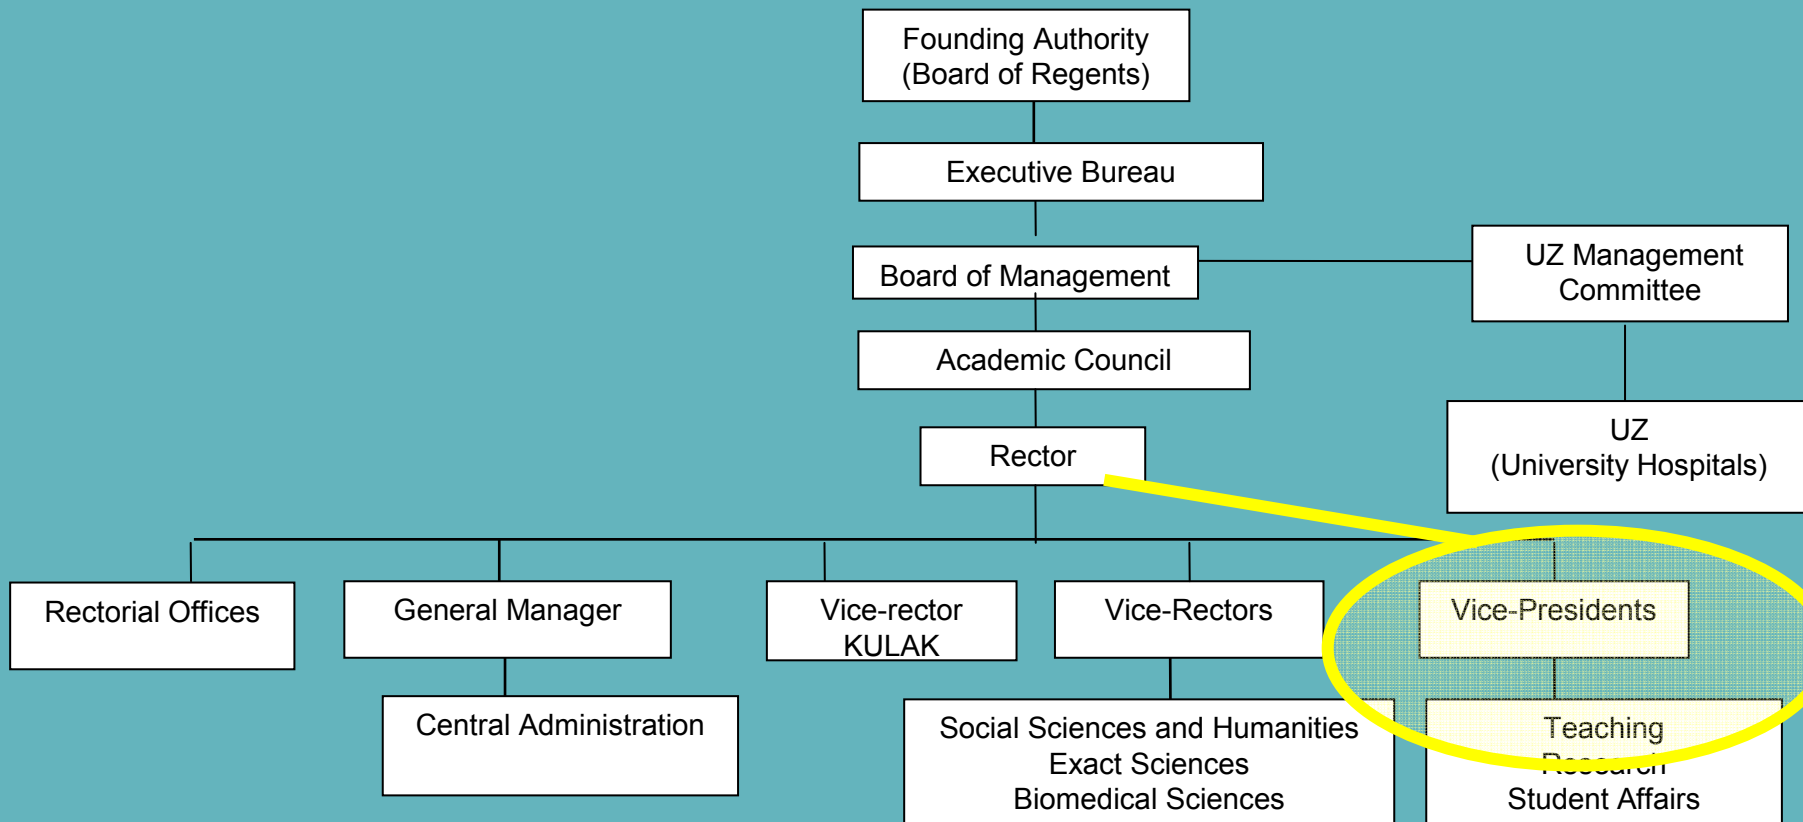 Founding Authority
(Board of Regents)
Executive Bureau
Board of Management
UZ Management
Committee
Academic Council
Rector
UZ
(University Hospitals)
Rectorial Offices
General Manager
Vice-rector
KULAK
Vice-Rectors
Vice-Presidents
Central Administration
Social Sciences and Humanities
Exact Sciences
Biomedical Sciences
Teaching
Research
Student Affairs